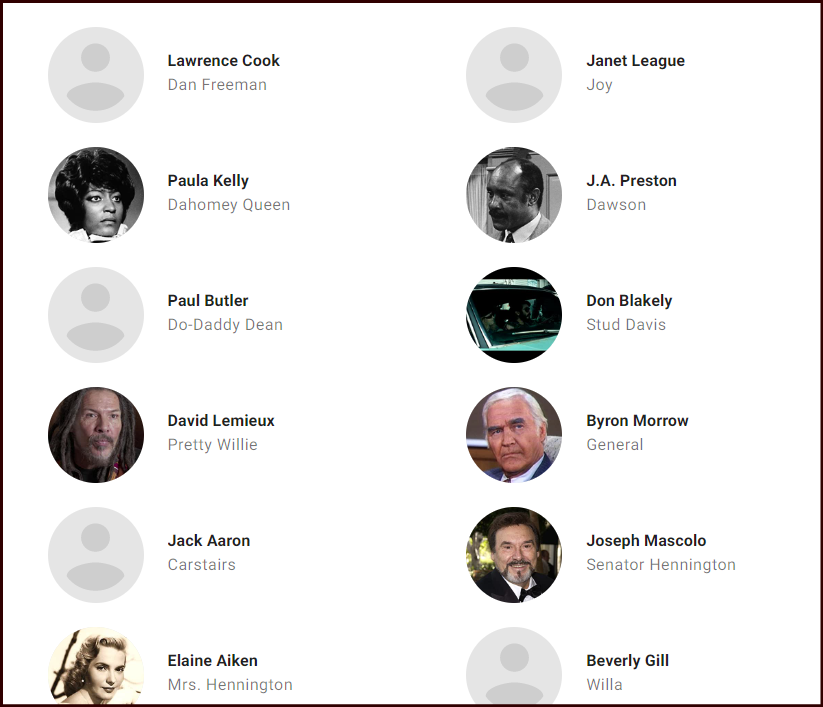 Lawrence Cook
Dan Freeman
Janet League
Joy
Paula Kelly
Dahomey Queen
J.A. Preston
Dawson
Paul Butler
Do-Daddy Dean
Don Blakely
Stud Davis
David Lemieux
Pretty Willie
Byron Morrow
General
Jack Aaron
Carstairs
Joseph Mascolo
Senator Hennington
Elaine Aiken
Mrs. Hennington
Beverly Gill
Willa